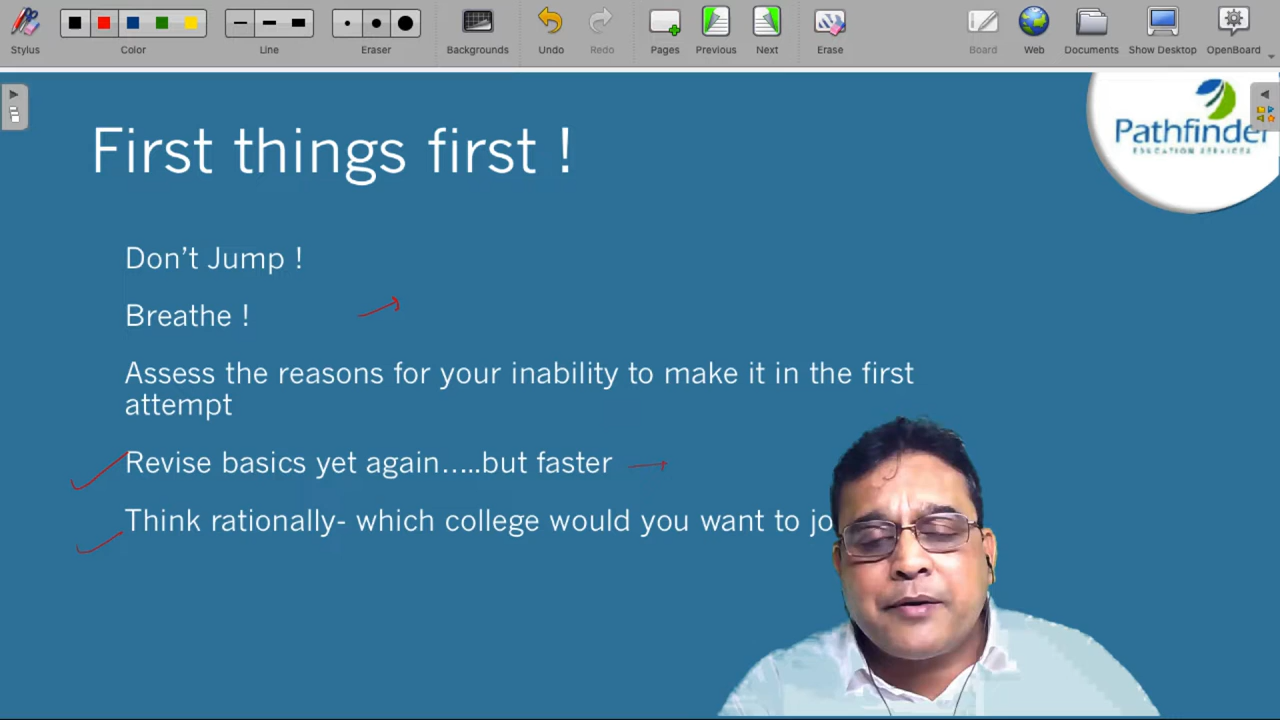 Stylus
Color
Line
Eraser
Backgrounds
Undo
Redo
Pages
Previous
Next
Erase
Board
Web
Documents
Show Desktop
OpenBoard
Pathfinder
EDUCATION SERVICES
First things first !
Don’t Jump !
Breathe !
Assess the reasons for your inability to make it in the first
attempt
Revise basics yet again.....but faster
Think rationally- which college would you want to jo